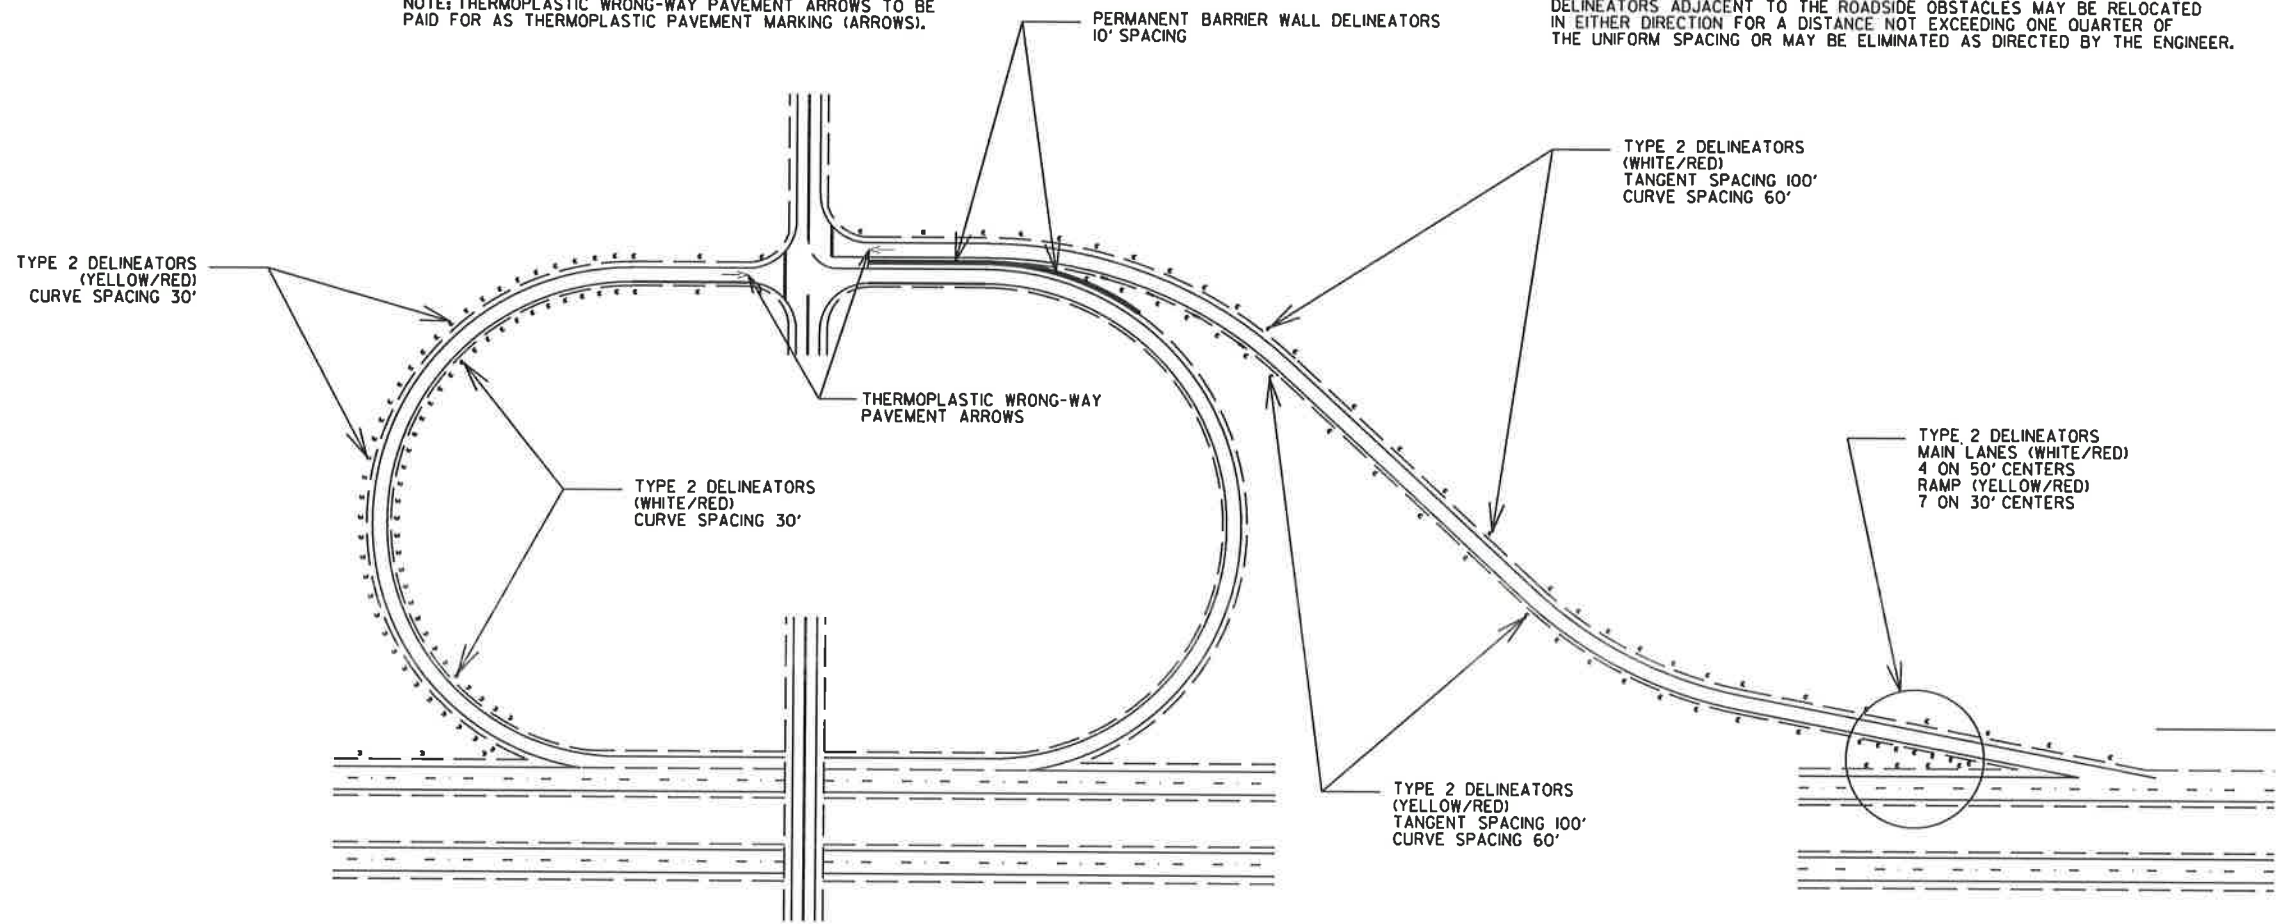 NOTE: THERMOPLASTIC WRONG-WAY PAVEMENT ARROWS TO BE
PAID FOR AS THERMOPLASTIC PAVEMENT MARKING (ARROWS).
PERMANENT BARRIER WALL DELINEATORS
10' SPACING
DELINEATORS ADJACENT TO THE ROADSIDE OBSTACLES MAY BE RELOCATED
IN EITHER DIRECTION FOR A DISTANCE NOT EXCEEDING ONE QUARTER OF
THE UNIFORM SPACING OR MAY BE ELIMINATED AS DIRECTED BY THE ENGINEER.
TYPE 2 DELINEATORS
(WHITE/RED)
TANGENT SPACING 100'
CURVE SPACING 60'
TYPE 2 DELINEATORS
(YELLOW/RED)
CURVE SPACING 30'
THERMOPLASTIC WRONG-WAY
PAVEMENT ARROWS
TYPE 2 DELINEATORS
(WHITE/RED)
CURVE SPACING 30'
TYPE 2 DELINEATORS
MAIN LANES (WHITE/RED)
4 ON 50' CENTERS
RAMP (YELLOW/RED)
7 ON 30' CENTERS
TYPE 2 DELINEATORS
(YELLOW/RED)
TANGENT SPACING 100'
CURVE SPACING 60'